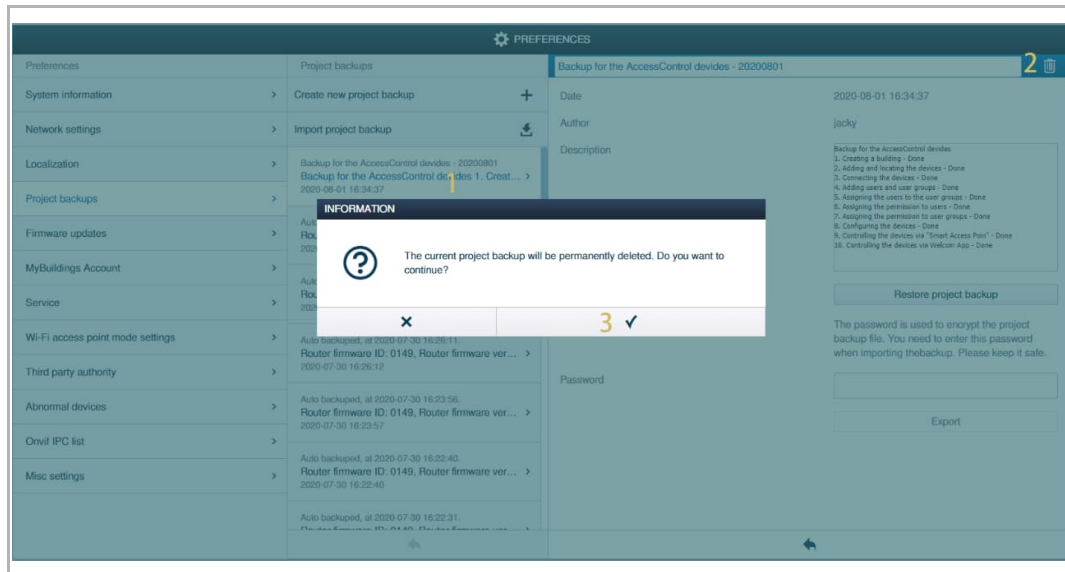 PREFERENCES
Preferences
System information
Network settings
Localization
Project backups
Firmware updates
MyBuildings Account
Service
Wi-Fi access point mode settings
Third party authority
Abnormal devices
Onvif IPC list
Misc settings
Project backups
Create new project backup
Import project backup
Backup for the AccessControl devides - 20200801
Backup for the AccessControl devides 1. Creat...
1
2020-08-01 16:34:37
Auto backuped, at 2020-07-30 16:26:11.
Router firmware ID: 0149, Router firmware ver...
2020-07-30 16:26:12
Auto backuped, at 2020-07-30 16:23:56.
Router firmware ID: 0149, Router firmware ver...
2020-07-30 16:23:57
Auto backuped, at 2020-07-30 16:22:40.
Router firmware ID: 0149, Router firmware ver...
2020-07-30 16:22:40
Auto backuped, at 2020-07-30 16:22:31.
INFORMATION
The current project backup will be permanently deleted. Do you want to
continue?
3
Backup for the AccessControl devides - 20200801
2
Date
2020-08-01 16:34:37
Author
jacky
Description
Backup for the AccessControl devides
1. Creating a building - Done
2. Adding and locating the devices - Done
3. Connecting the devices - Done
4. Adding users and user groups - Done
5. Assigning the users to the user groups - Done
6. Assigning the permission to users - Done
7. Assigning the permission to user groups - Done
8. Configuring the devices - Done
9. Controlling the devices via "Smart Access Poin" - Done
10. Controlling the devices via Welcom App - Done
Restore project backup
The password is used to encrypt the project
backup file. You need to enter this password
when importing thebackup. Please keep it safe.
Password
Export